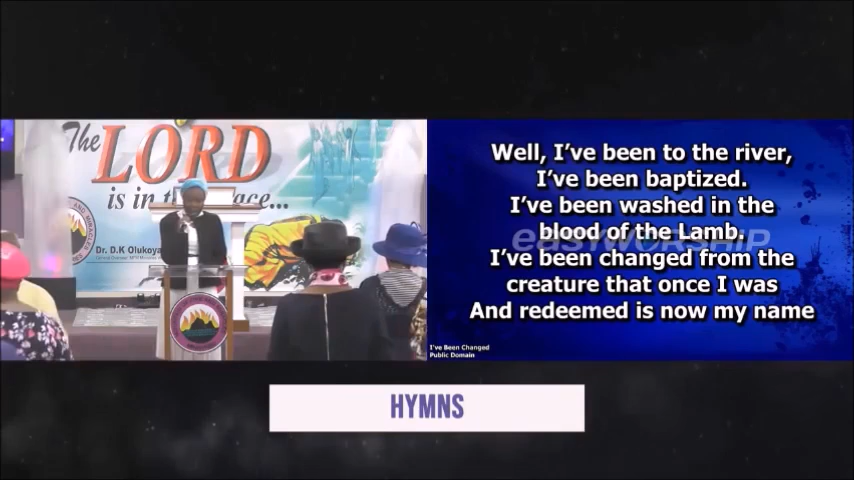 The LORD
is in
Dr. D.K Olukoya
AND MIRACLES
Well, I've been to the river,
I've been baptized.
I've been washed in the
blood of the Lamb.
easyworship
I've been changed from the
creature that once I was
And redeemed is now my name
I've Been Changed
Public Domain
HYMNS